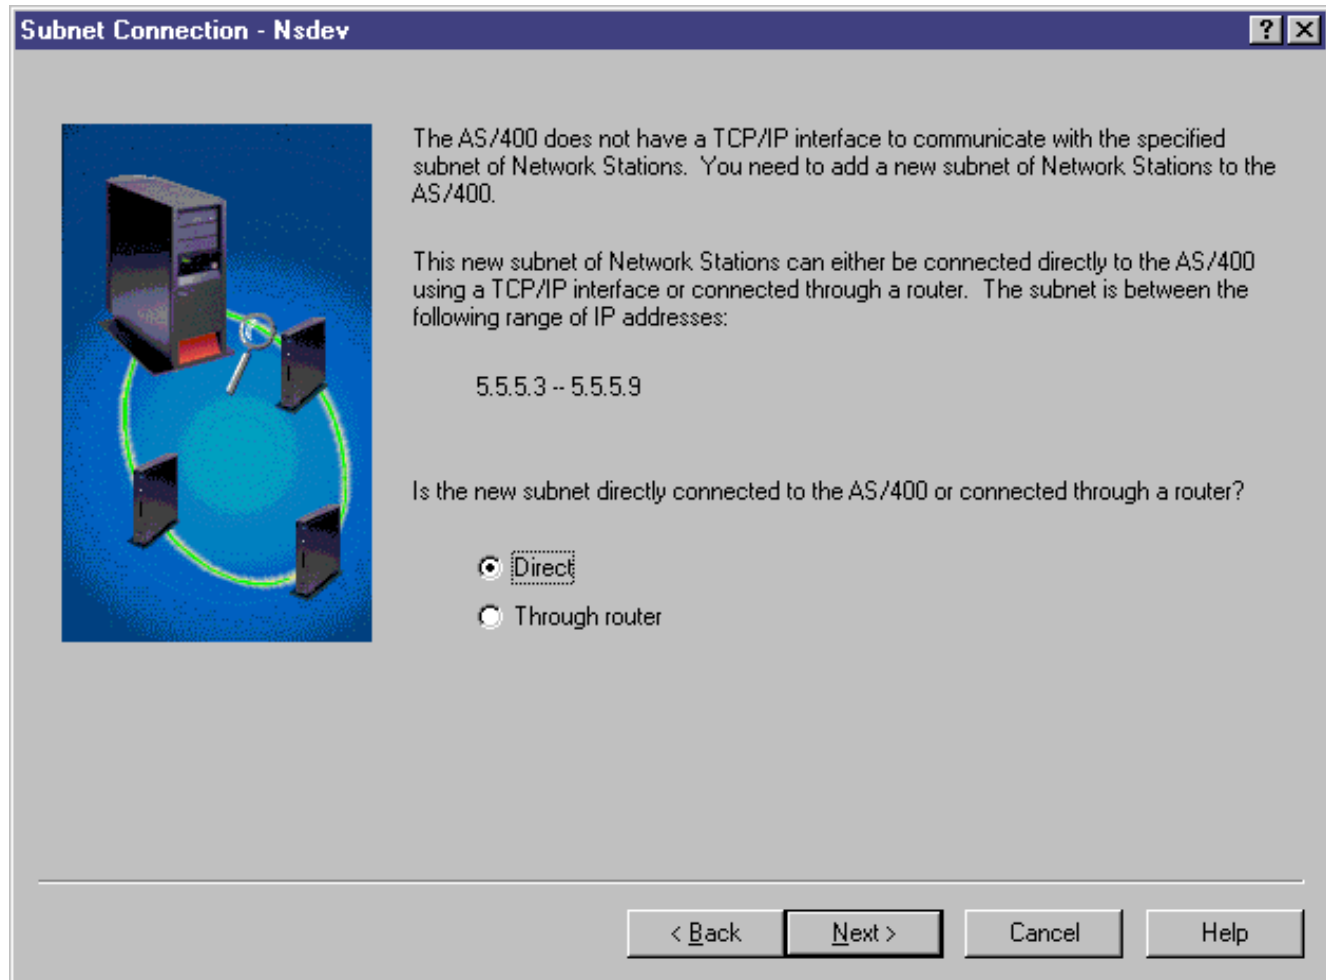 Subnet Connection - Nsdev
The AS/400 does not have a TCP/IP interface to communicate with the specified
subnet of Network Stations. You need to add a new subnet of Network Stations to the
AS/400.
This new subnet of Network Stations can either be connected directly to the AS/400
using a TCP/IP interface or connected through a router. The subnet is between the
following range of IP addresses:
5.5.5.3 -- 5.5.5.9
Is the new subnet directly connected to the AS/400 or connected through a router?
Direct
Through router
< Back
Next >
Cancel
Help